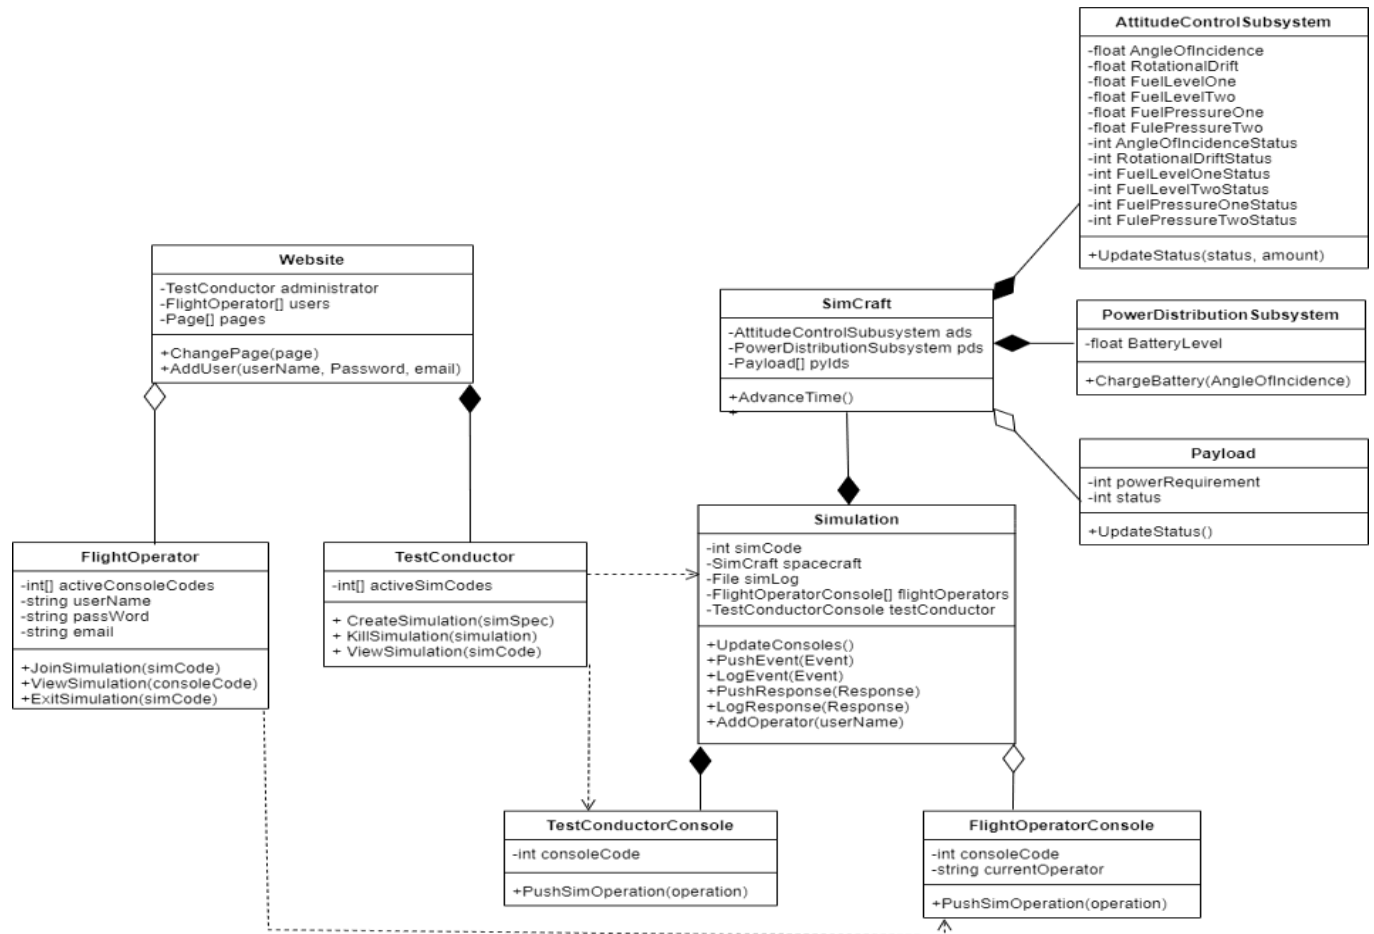 AttitudeControlSubsystem
-float AngleOfIncidence
-float RotationalDrift
-float FuelLevelOne
-float FuelLevelTwo
-float FuelPressureOne
-float FulePressureTwo
-int AngleOfIncidenceStatus
-int RotationalDriftStatus
-int FuelLevelOneStatus
-int FuelLevelTwoStatus
-int FuelPressureOneStatus
-int FulePressureTwoStatus
+UpdateStatus(status, amount)
Website
-TestConductor administrator
-FlightOperator[] users
-Page[] pages
+ChangePage(page)
+AddUser(userName, Password, email)
SimCraft
-AttitudeControlSubusystem ads
-PowerDistributionSubsystem pds
-Payload[] pylds
+AdvanceTime()
+
PowerDistributionSubsystem
-float BatteryLevel
+ChargeBattery(AngleOfIncidence)
Payload
-int powerRequirement
-int status
+UpdateStatus()
FlightOperator
-int[] activeConsoleCodes
-string userName
-string passWord
-string email
+JoinSimulation(simCode)
+ViewSimulation(consoleCode)
+ExitSimulation(simCode)
TestConductor
-int[] activeSimCodes
+ CreateSimulation(simSpec)
+ KillSimulation(simulation)
+ ViewSimulation(simCode)
Simulation
-int simCode
-SimCraft spacecraft
-File simLog
-FlightOperatorConsole[] flightOperators
-TestConductorConsole testConductor
+UpdateConsoles()
+PushEvent(Event)
+LogEvent(Event)
+PushResponse(Response)
+LogResponse(Response)
+AddOperator(userName)
TestConductorConsole
-int consoleCode
+PushSimOperation(operation)
FlightOperatorConsole
-int consoleCode
-string currentOperator
+PushSimOperation(operation)